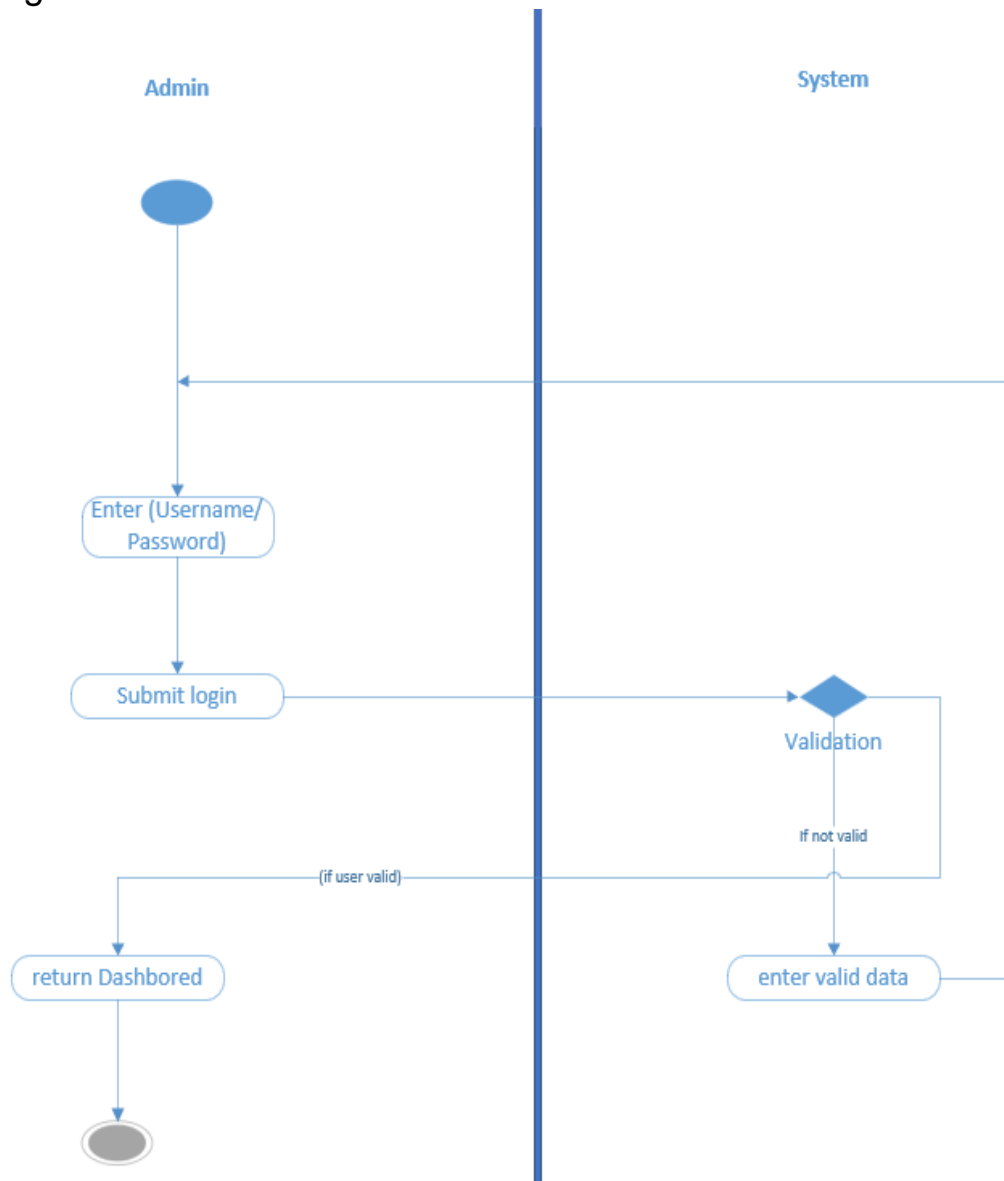 Admin
System
Enter (Username/
Password)
Submit login
Validation
If not valid
(if user valid)
return Dashbored
enter valid data